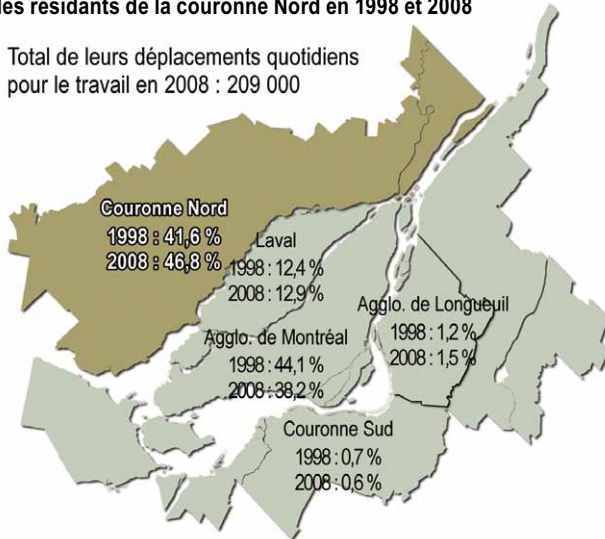 les résidants de la couronne Nord en 1998 et 2008
Total de leurs déplacements quotidiens
pour le travail en 2008 : 209 000
Couronne Nord
1998 : 41,6 %
2008 : 46,8 %
Laval
1998 : 12,4 %
2008 : 12,9 %
Agglo. de Longueuil
1998 : 1,2 %
2008 : 1,5 %
Agglo. de Montréal
1998 : 44,1 %
2008 : 38,2 %
Couronne Sud
1998 : 0,7 %
2008 : 0,6 %